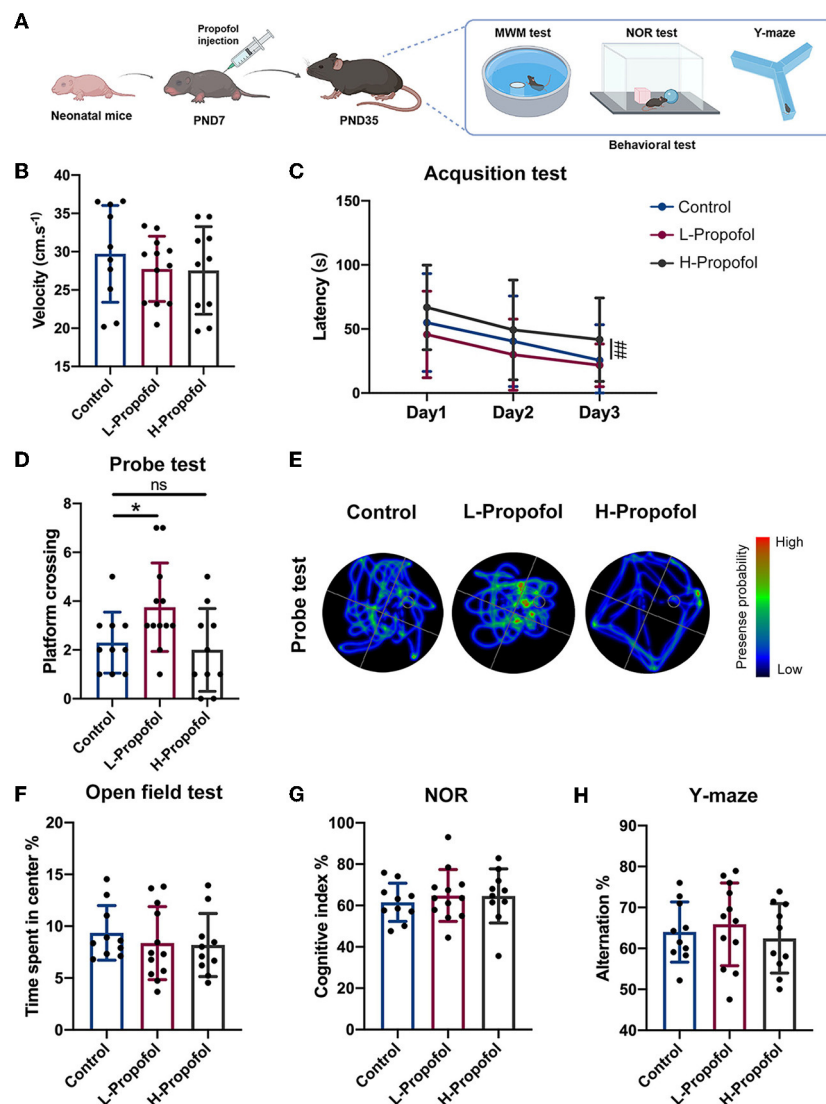 A
Propofol
injection
Neonatal mice
PND7
PND35
MWM test
NOR test
Y-maze
Behavioral test
B
Velocity (cm.s⁻¹)
40
35
30
25
20
15
Control
L-Propofol
H-Propofol
C
Acqusition test
Latency (s)
150
100
50
0
Day1
Day2
Day3
##
Control
L-Propofol
H-Propofol
D
Probe test
ns
*
Platform crossing
8
6
4
2
0
Control
L-Propofol
H-Propofol
E
Control
L-Propofol
H-Propofol
Probe test
Presense probability
High
Low
F
Open field test
Time spent in center %
20
15
10
5
0
Control
L-Propofol
H-Propofol
G
NOR
Cognitive index %
100
80
60
40
20
0
Control
L-Propofol
H-Propofol
H
Y-maze
Alternation %
90
80
70
60
50
40
Control
L-Propofol
H-Propofol